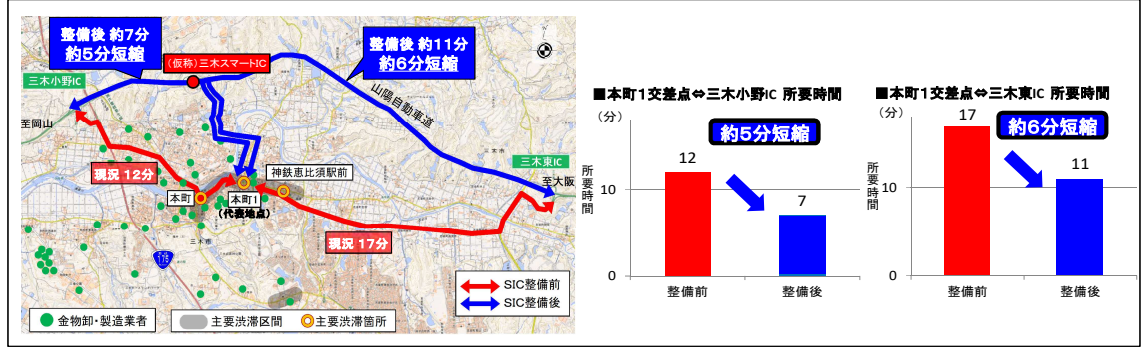 整備後 約7分
約5分短縮
整備後 約11分
約6分短縮
(仮称)三木スマートIC
三木小野IC
山陽自動車道
至岡山
三木市
三木東IC
至大阪
神鉄恵比須駅前
現況 12分
本町
本町1
(代表地点)
三木市
現況 17分
175
SIC整備前
SIC整備後
金物卸・製造業者
主要渋滞区間
主要渋滞箇所
■本町1交差点⇔三木小野IC 所要時間
(分)
約5分短縮
所要時間
12
7
10
0
整備前
整備後
■本町1交差点⇔三木東IC 所要時間
(分)
約6分短縮
所要時間
17
11
10
0
整備前
整備後